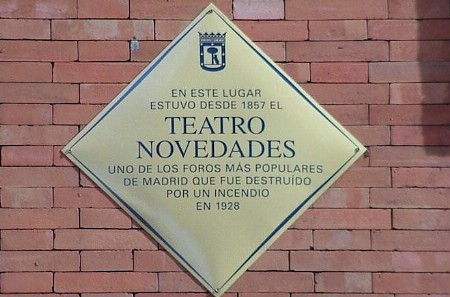 EN ESTE LUGAR
ESTUVO DESDE 1857 EL
TEATRO
NOVEDADES
UNO DE LOS FOROS MÁS POPULARES
DE MADRID QUE FUE DESTRUÍDO
POR UN INCENDIO
EN 1928